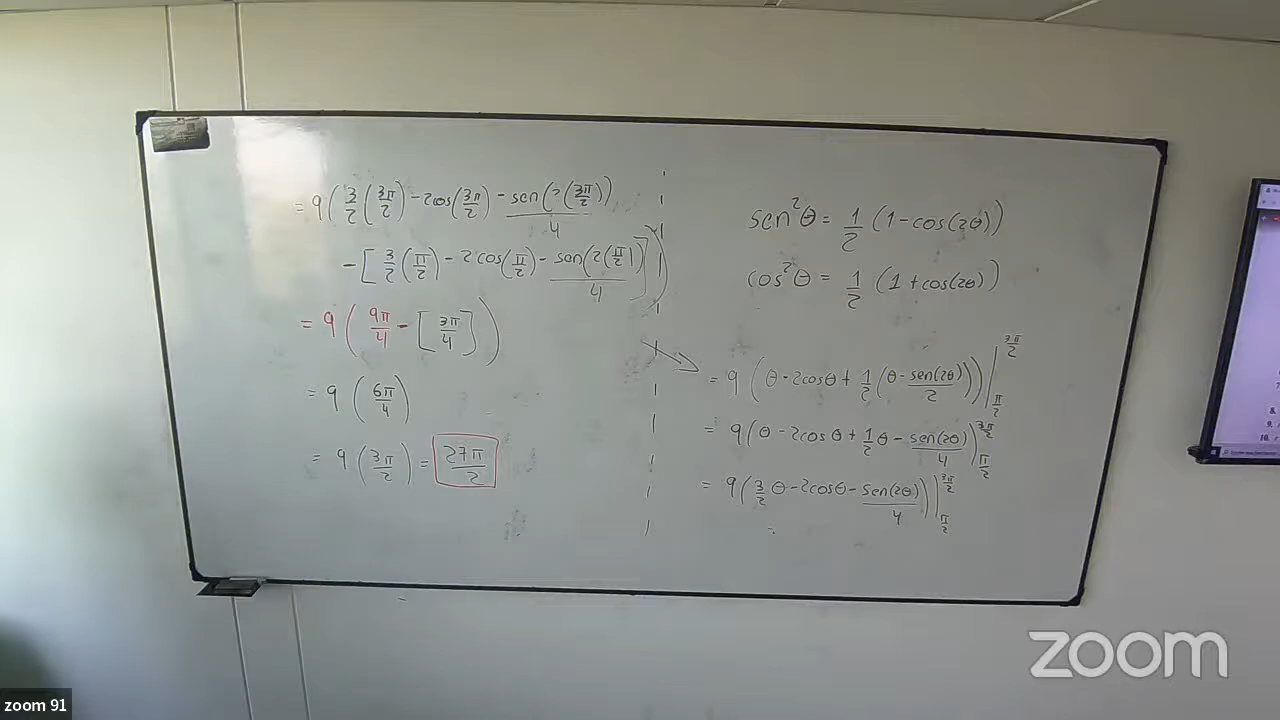 = 9 ( 3/2 (3π/2) - 2cos(3π/2) - sen(2(3π/2))/4
- [ 3/2 (π/2) - 2cos(π/2) - sen(2(π/2))/4 ] )
= 9 ( 9π/4 - [ 3π/4 ] )
= 9 ( 6π/4 )
= 9 ( 3π/2 ) = 27π/2
sen²θ = 1/2 (1 - cos(2θ))
cos²θ = 1/2 (1 + cos(2θ))
= 9 ( θ - 2cosθ + 1/2 (θ - sen(2θ)/2) ) | 3π/2 π/2
= 9 ( θ - 2cosθ + 1/2 θ - sen(2θ)/4 ) 3π/2 π/2
= 9 ( 3/2 θ - 2cosθ - sen(2θ)/4 ) | 3π/2 π/2
8.
9.
10.
zoom
zoom 91